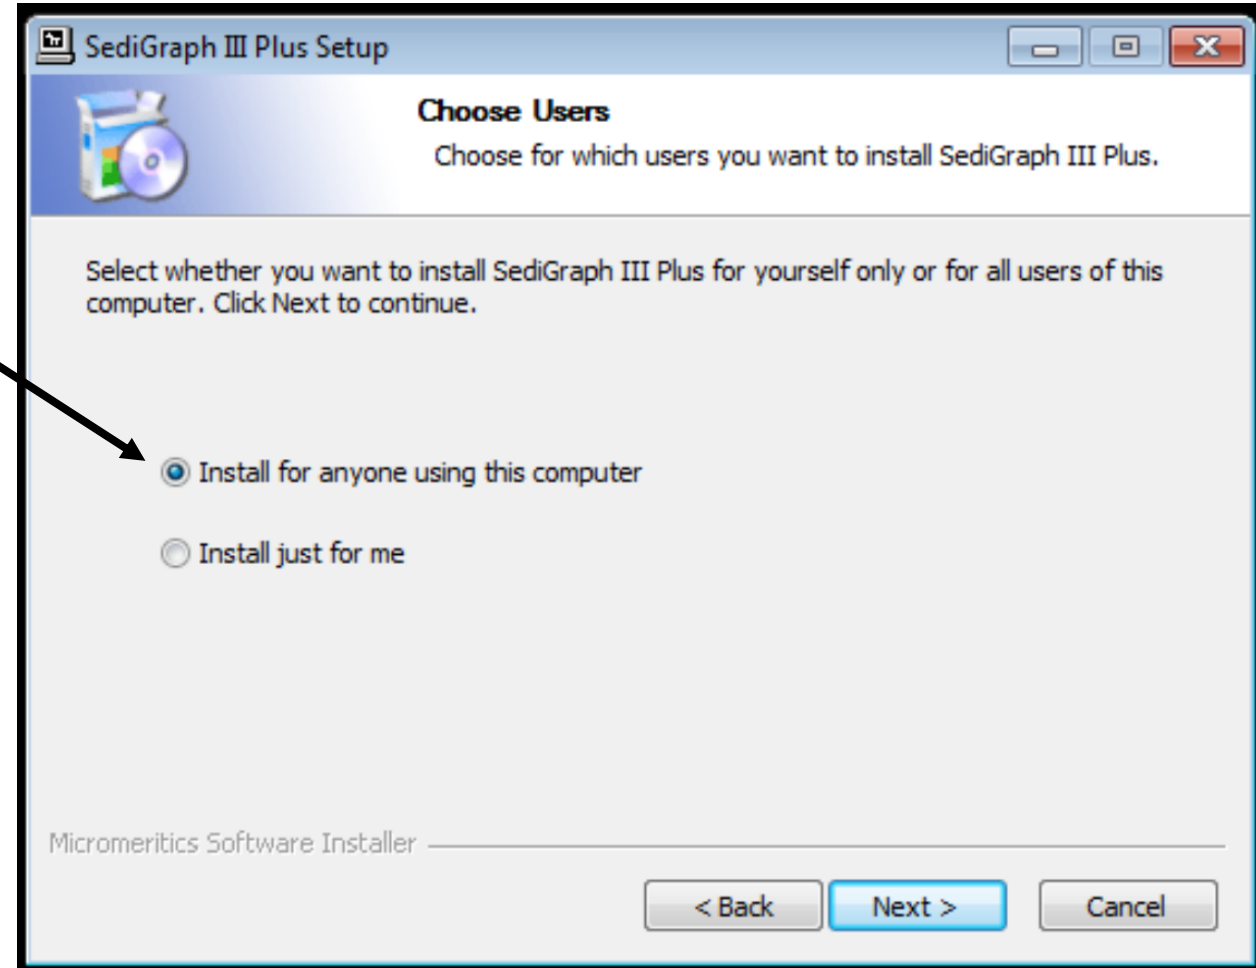 SediGraph III Plus Setup
Choose Users
Choose for which users you want to install SediGraph III Plus.
Select whether you want to install SediGraph III Plus for yourself only or for all users of this
computer. Click Next to continue.
Install for anyone using this computer
Install just for me
Micromeritics Software Installer
< Back Next > Cancel